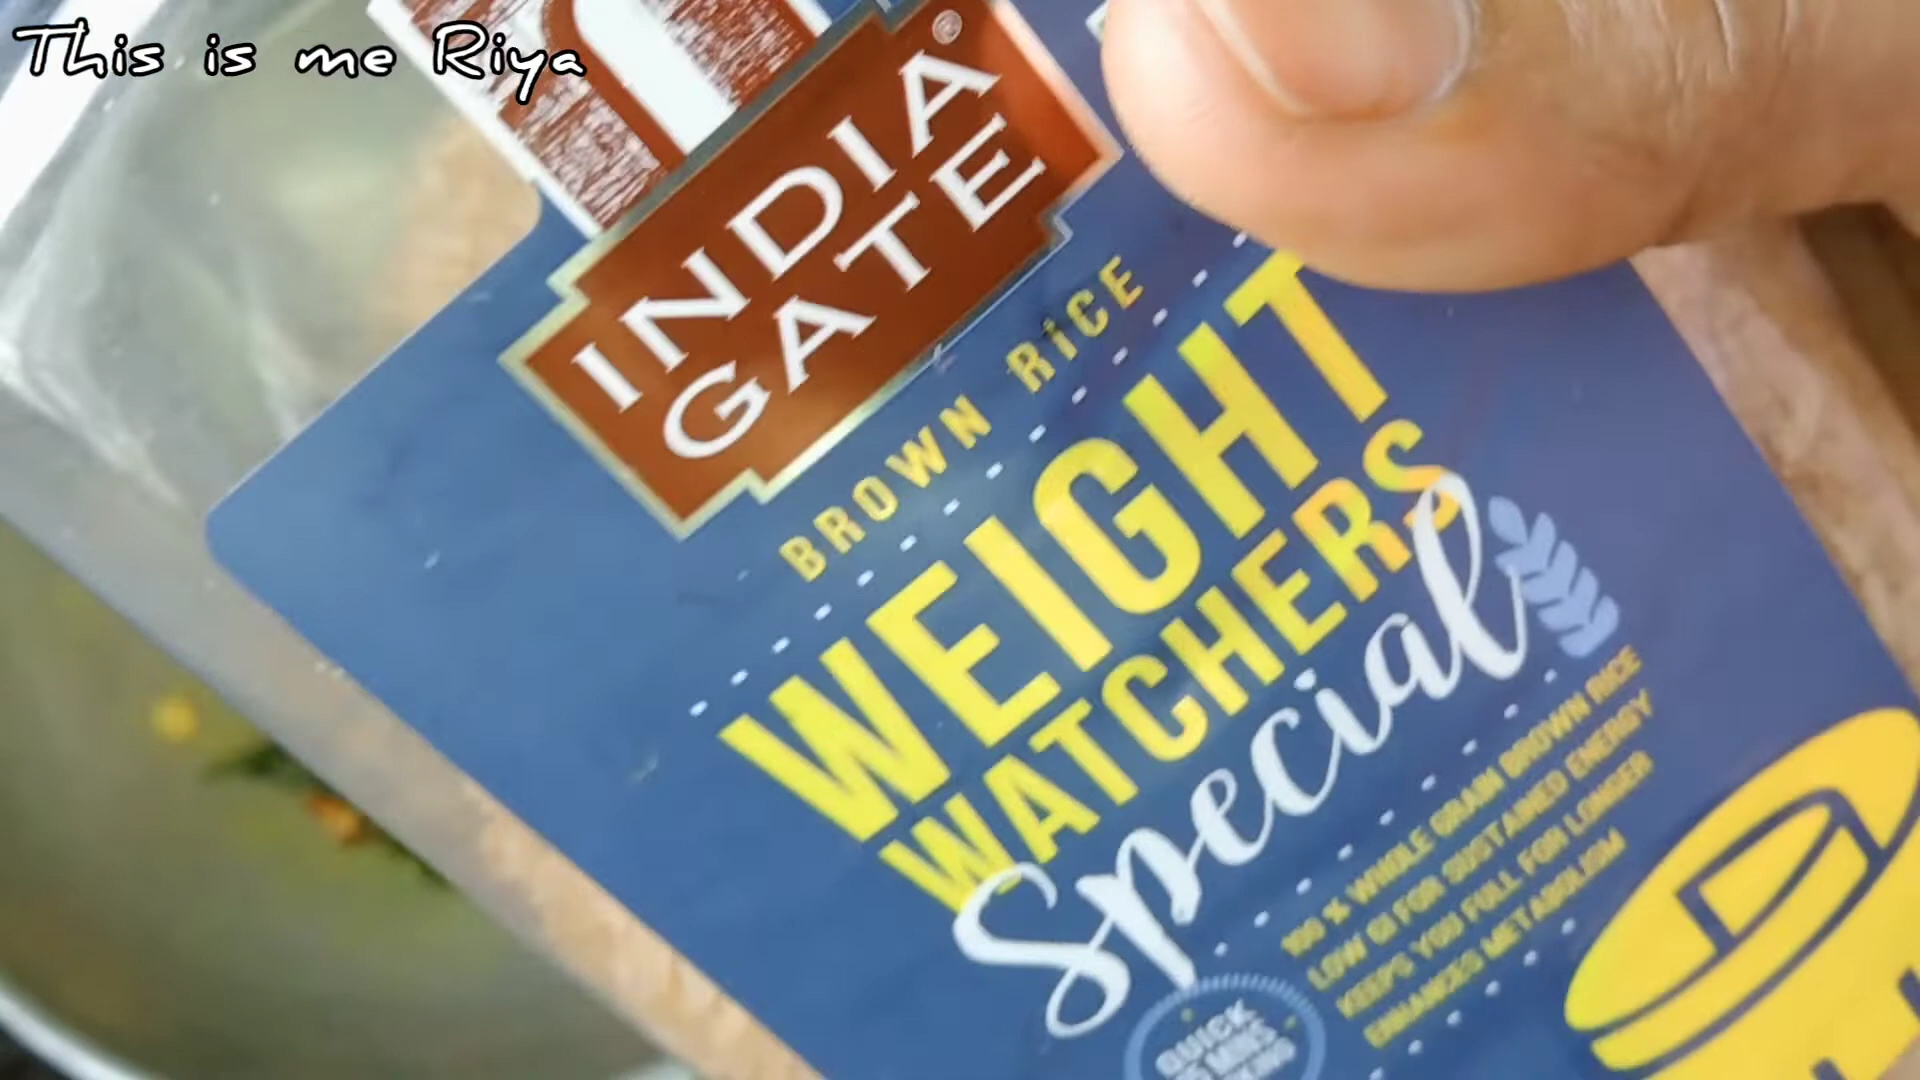 This is me Riya
INDIA
GATE
®
BROWN RiCE
WEIGHT
WATCHERS
Special
100 % WHOLE GRAIN BROWN RICE
LOW GI FOR SUSTAINED ENERGY
KEEPS YOU FULL FOR LONGER
ENHANCES METABOLISM
QUICK